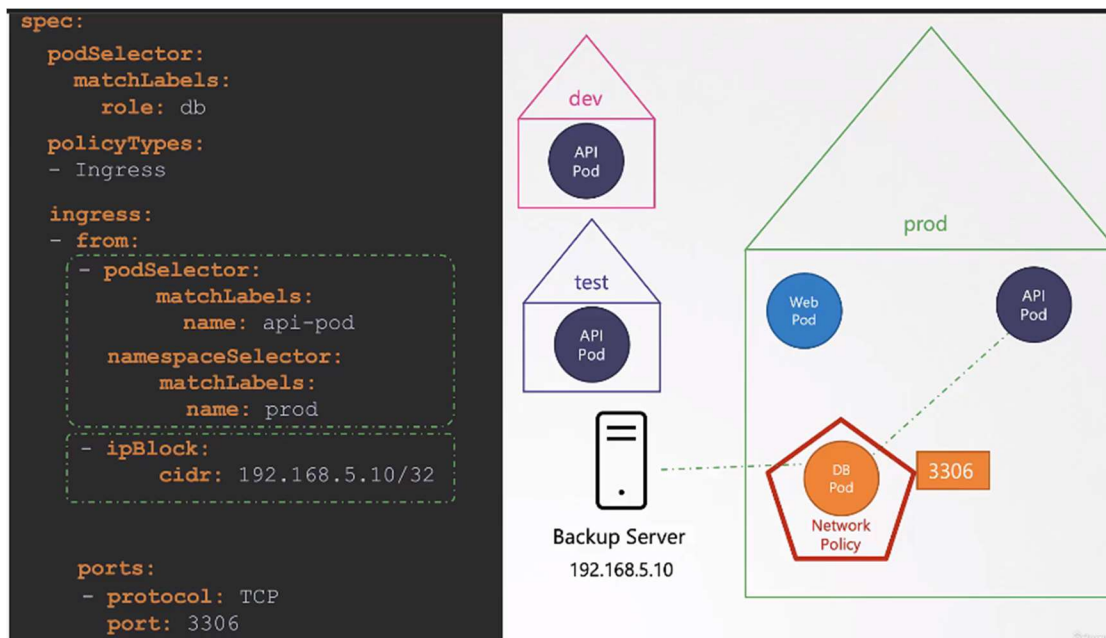 spec:
podSelector:
matchLabels:
role: db
policyTypes:
- Ingress
ingress:
- from:
- podSelector:
matchLabels:
name: api-pod
namespaceSelector:
matchLabels:
name: prod
- ipBlock:
cidr: 192.168.5.10/32
ports:
- protocol: TCP
port: 3306
dev
API
Pod
test
API
Pod
Backup Server
192.168.5.10
prod
Web
Pod
API
Pod
DB
Pod
Network
Policy
3306